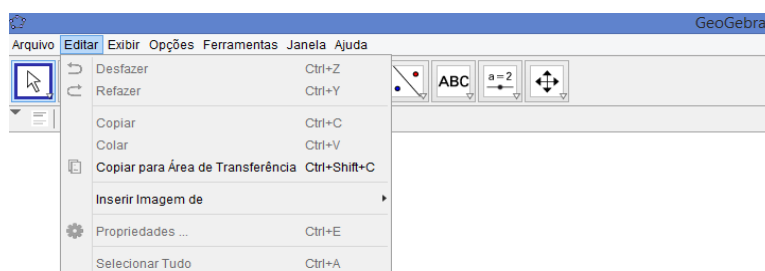 GeoGebra
Arquivo Editar Exibir Opções Ferramentas Janela Ajuda
Desfazer Ctrl+Z
Refazer Ctrl+Y
ABC a=2
Copiar Ctrl+C
Colar Ctrl+V
Copiar para Área de Transferência Ctrl+Shift+C
Inserir Imagem de
Propriedades ... Ctrl+E
Selecionar Tudo Ctrl+A